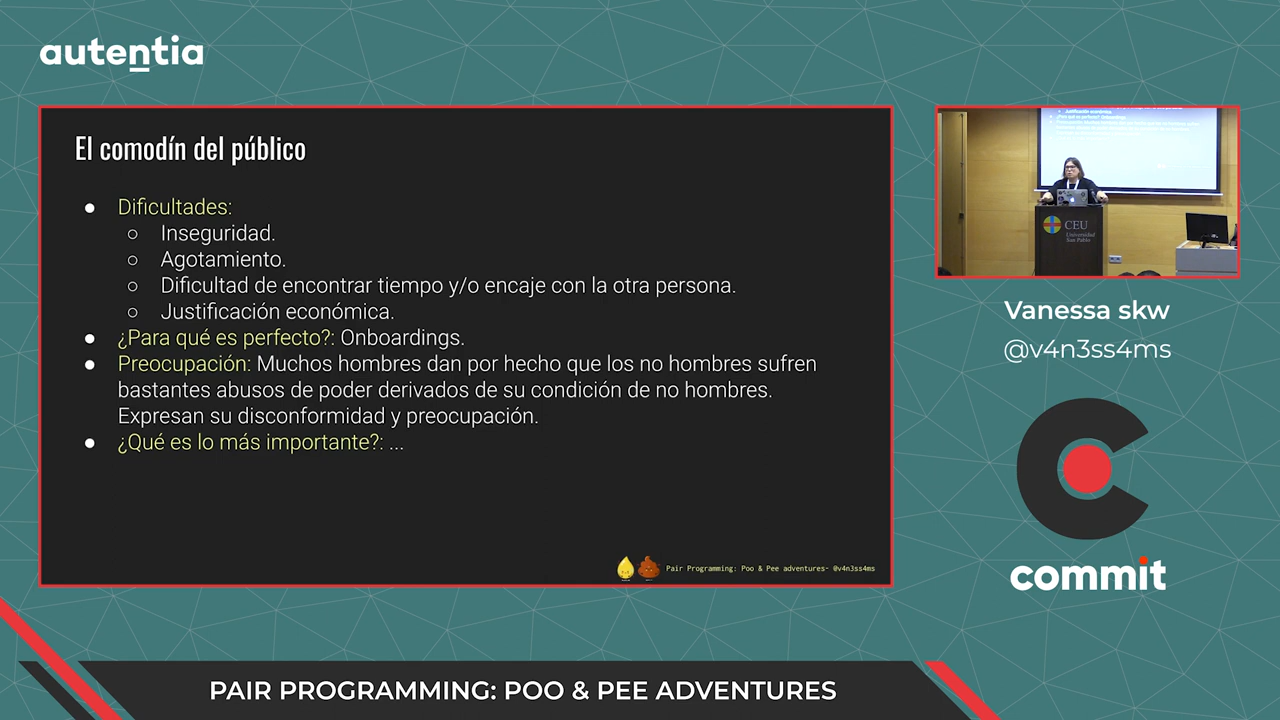 autentia
El comodín del público
● Dificultades:
○ Inseguridad.
○ Agotamiento.
○ Dificultad de encontrar tiempo y/o encaje con la otra persona.
○ Justificación económica.
● ¿Para qué es perfecto?: Onboardings.
● Preocupación: Muchos hombres dan por hecho que los no hombres sufren
bastantes abusos de poder derivados de su condición de no hombres.
Expresan su disconformidad y preocupación.
● ¿Qué es lo más importante?: ...
Pair Programming: Poo & Pee adventures- @v4n3ss4ms
CEU
Universidad
San Pablo
Vanessa skw
@v4n3ss4ms
commit
PAIR PROGRAMMING: POO & PEE ADVENTURES